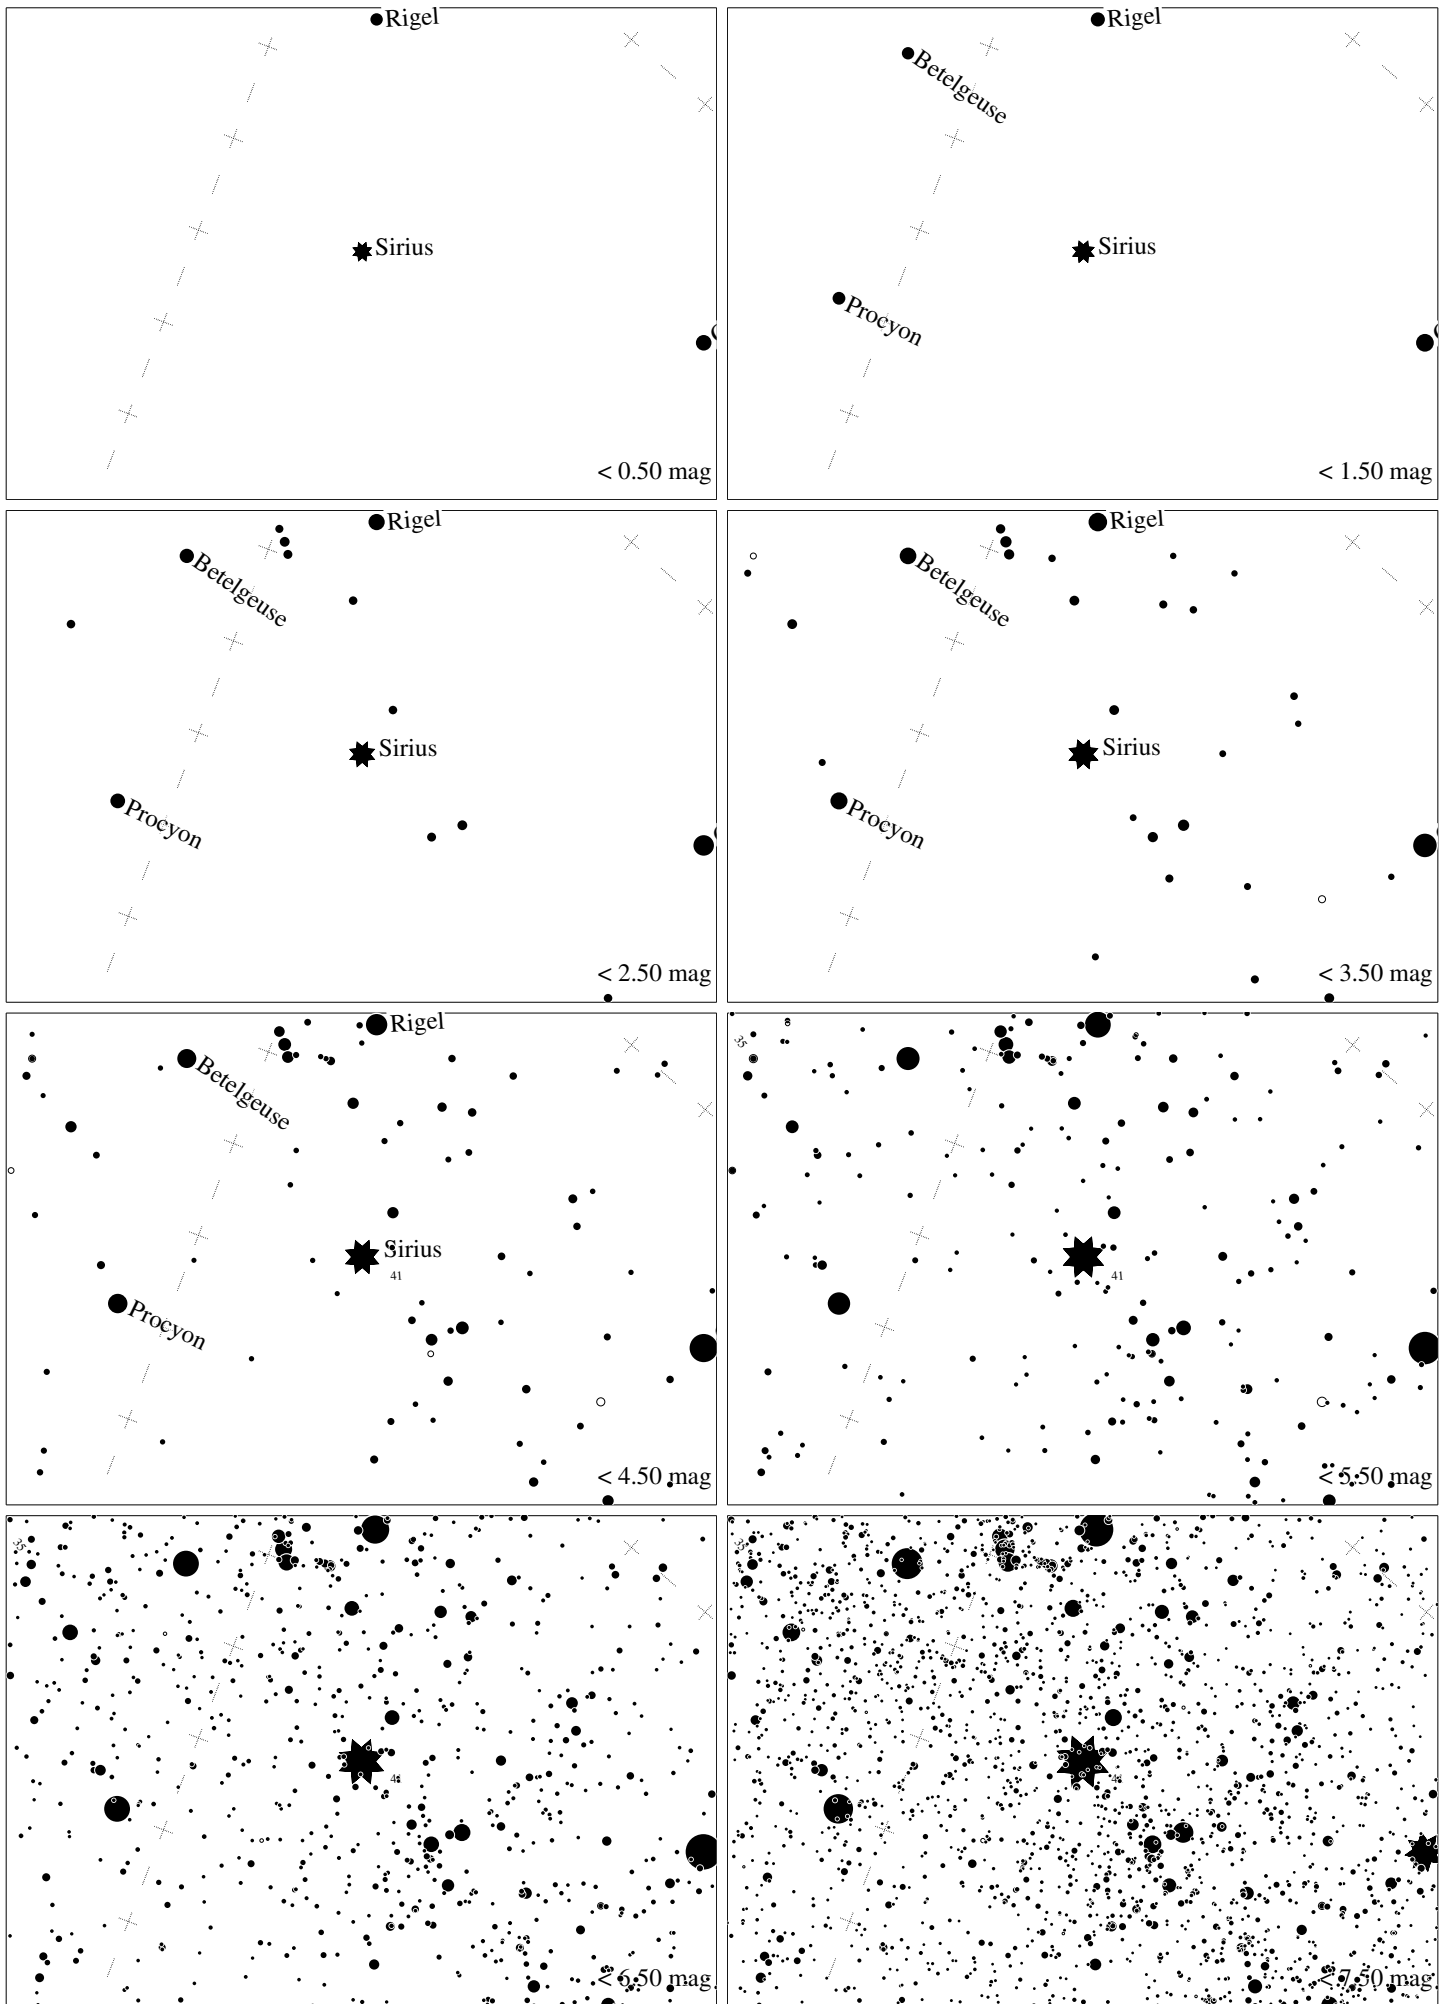 Rigel
Sirius
< 0.50 mag
Rigel
Betelgeuse
Sirius
Procyon
< 1.50 mag
Rigel
Betelgeuse
Sirius
Procyon
< 2.50 mag
Rigel
Betelgeuse
Sirius
Procyon
< 3.50 mag
Rigel
Betelgeuse
Sirius
41
Procyon
< 4.50 mag
35
41
< 5.50 mag
35
41
< 6.50 mag
35
41
< 7.50 mag